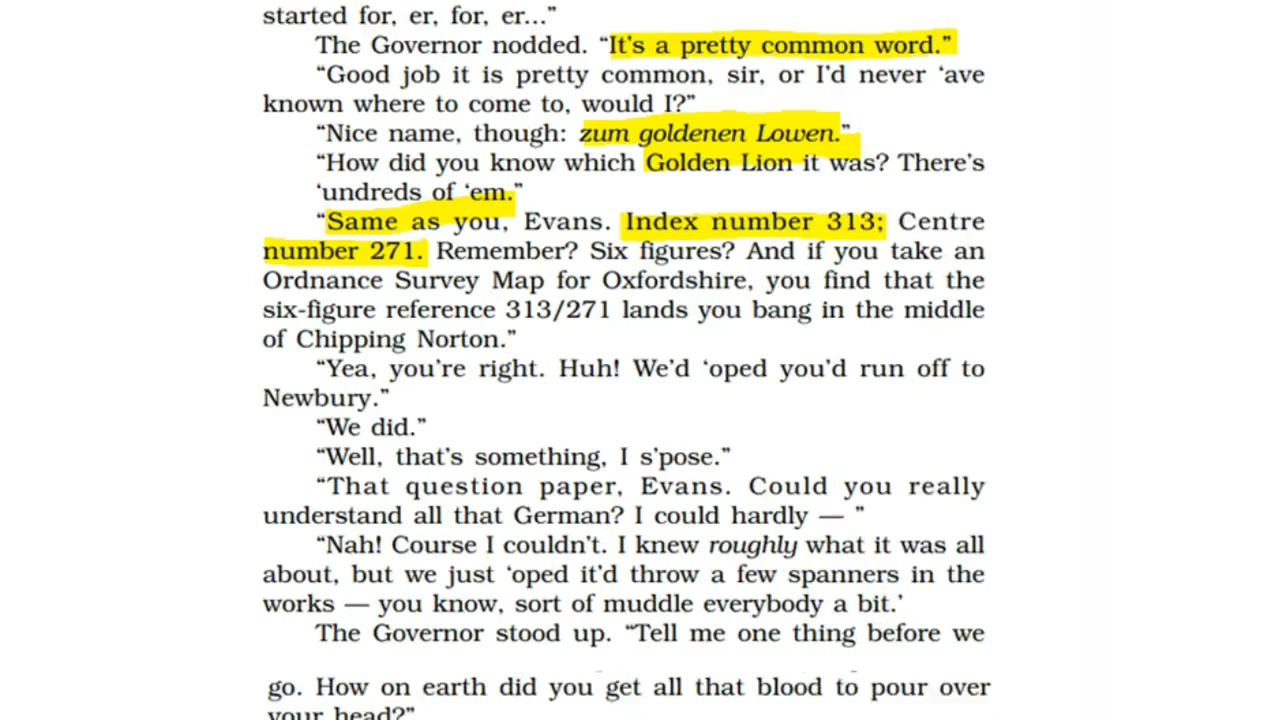 started for, er, for, er...”
The Governor nodded. “It’s a pretty common word.”
“Good job it is pretty common, sir, or I’d never ‘ave
known where to come to, would I?”
“Nice name, though: zum goldenen Lowen.”
“How did you know which Golden Lion it was? There’s
‘undreds of ‘em.”
“Same as you, Evans. Index number 313; Centre
number 271. Remember? Six figures? And if you take an
Ordnance Survey Map for Oxfordshire, you find that the
six-figure reference 313/271 lands you bang in the middle
of Chipping Norton.”
“Yea, you’re right. Huh! We’d ‘oped you’d run off to
Newbury.”
“We did.”
“Well, that’s something, I s’pose.”
“That question paper, Evans. Could you really
understand all that German? I could hardly — ”
“Nah! Course I couldn’t. I knew roughly what it was all
about, but we just ‘oped it’d throw a few spanners in the
works — you know, sort of muddle everybody a bit.’
The Governor stood up. “Tell me one thing before we
go. How on earth did you get all that blood to pour over
your head?”